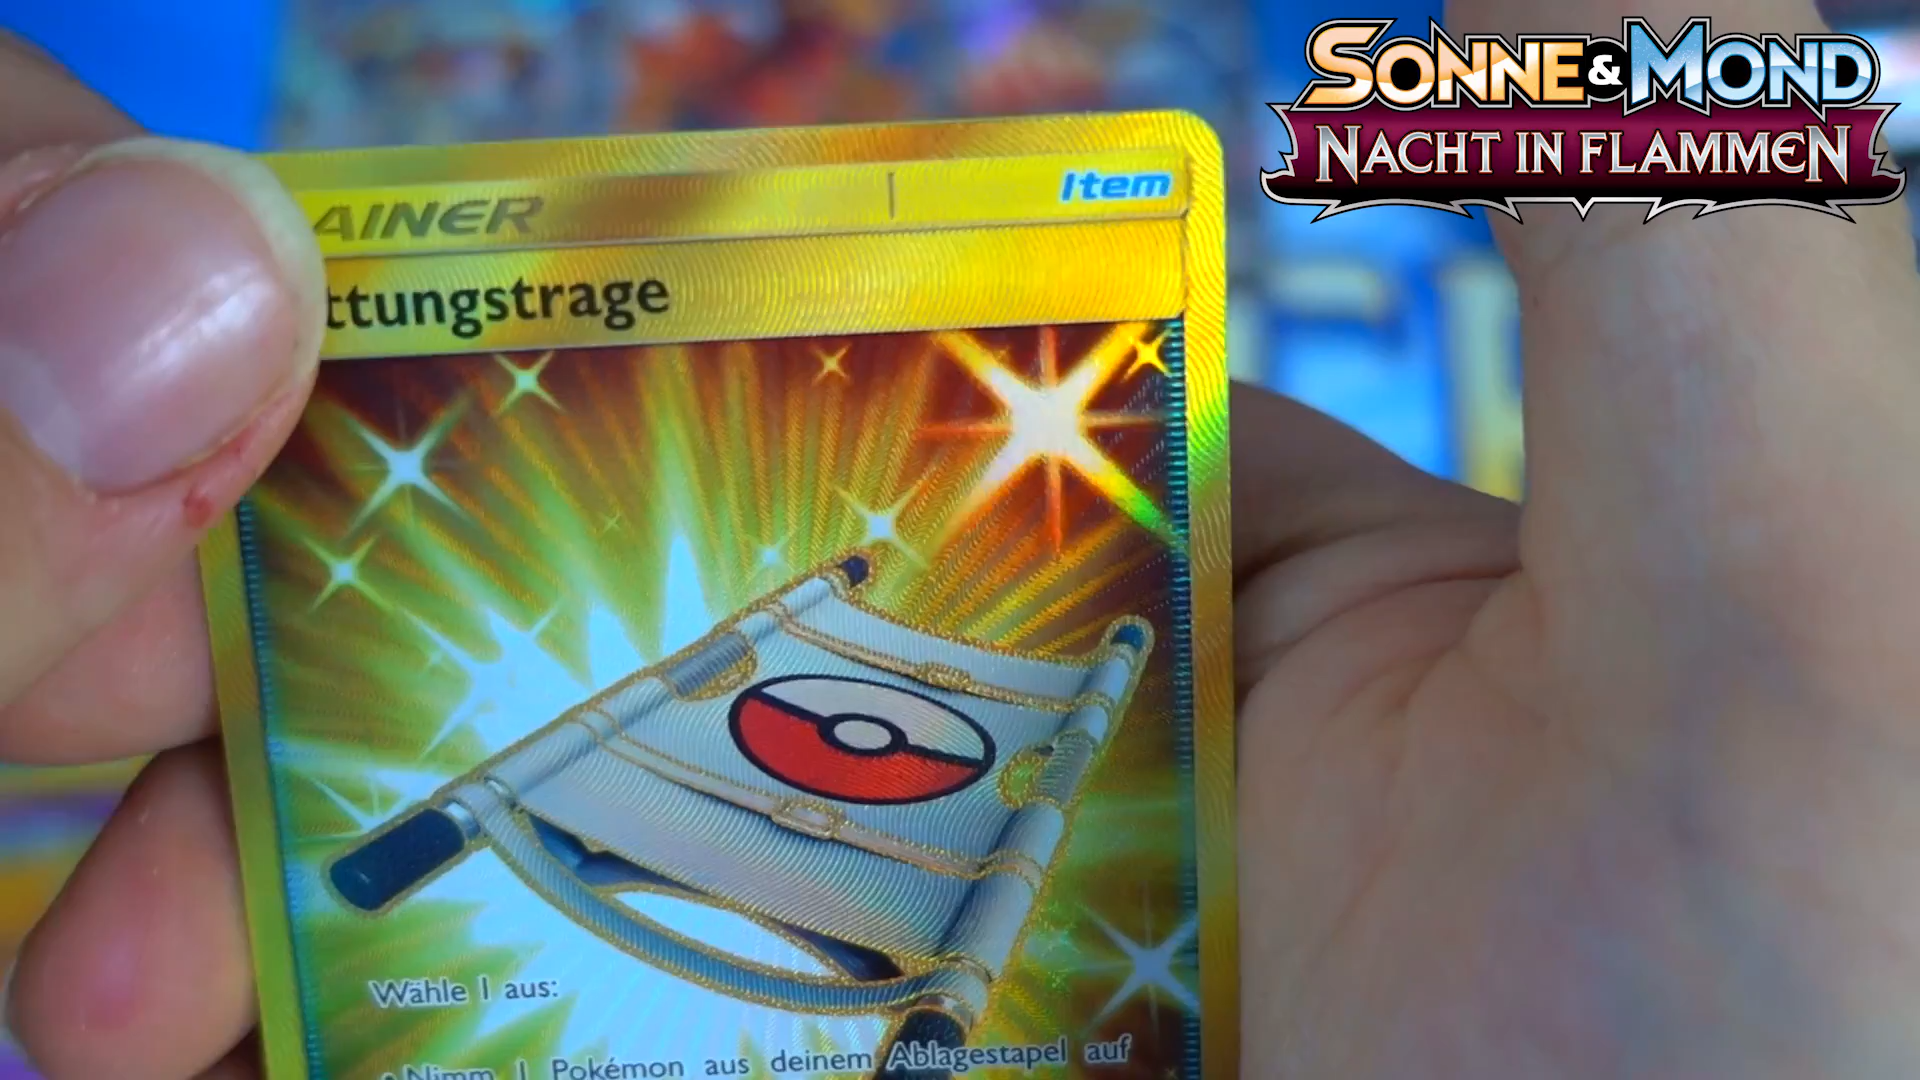 SONNE & MOND
NACHT IN FLAMMEN
AINER
Item
ttungstrage
Wähle 1 aus:
• Nimm 1 Pokémon aus deinem Ablagestapel auf